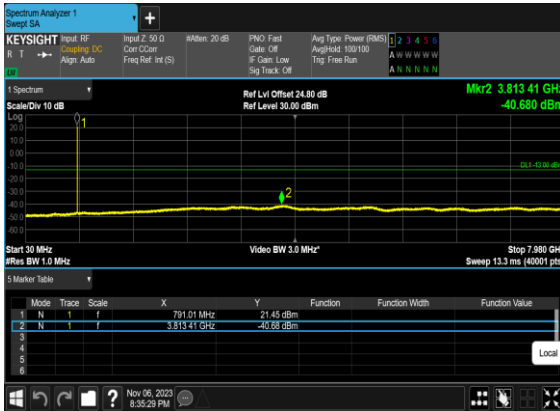 Spectrum Analyzer 1
Swept SA
+
KEYSIGHT Input: RF Input Z: 50 Ω #Atten: 20 dB PNO: Fast Avg Type: Power (RMS) 1 2 3 4 5 6
R T Coupling: DC Corr CCorr Gate: Off Avg|Hold: 100/100 A W W W W W
Align: Auto Freq Ref: Int (S) IF Gain: Low Trig: Free Run
Sig Track: Off A N N N N N
1 Spectrum
Ref Lvl Offset 24.80 dB Mkr2 3.813 41 GHz
Scale/Div 10 dB Ref Level 30.00 dBm -40.680 dBm
Log
1
20.0
10.0
0.00
-10.0
DL1 -13.00 dBm
-20.0
-30.0
2
-40.0
-50.0
-60.0
Start 30 MHz Video BW 3.0 MHz* Stop 7.980 GH
#Res BW 1.0 MHz Sweep 13.3 ms (40001 pts
5 Marker Table
Mode Trace Scale X Y Function Function Width Function Value
1 N 1 f 791.01 MHz 21.45 dBm
2 N 1 f 3.813 41 GHz -40.68 dBm
3
4
5
6
Local
? Nov 06, 2023
8:35:29 PM